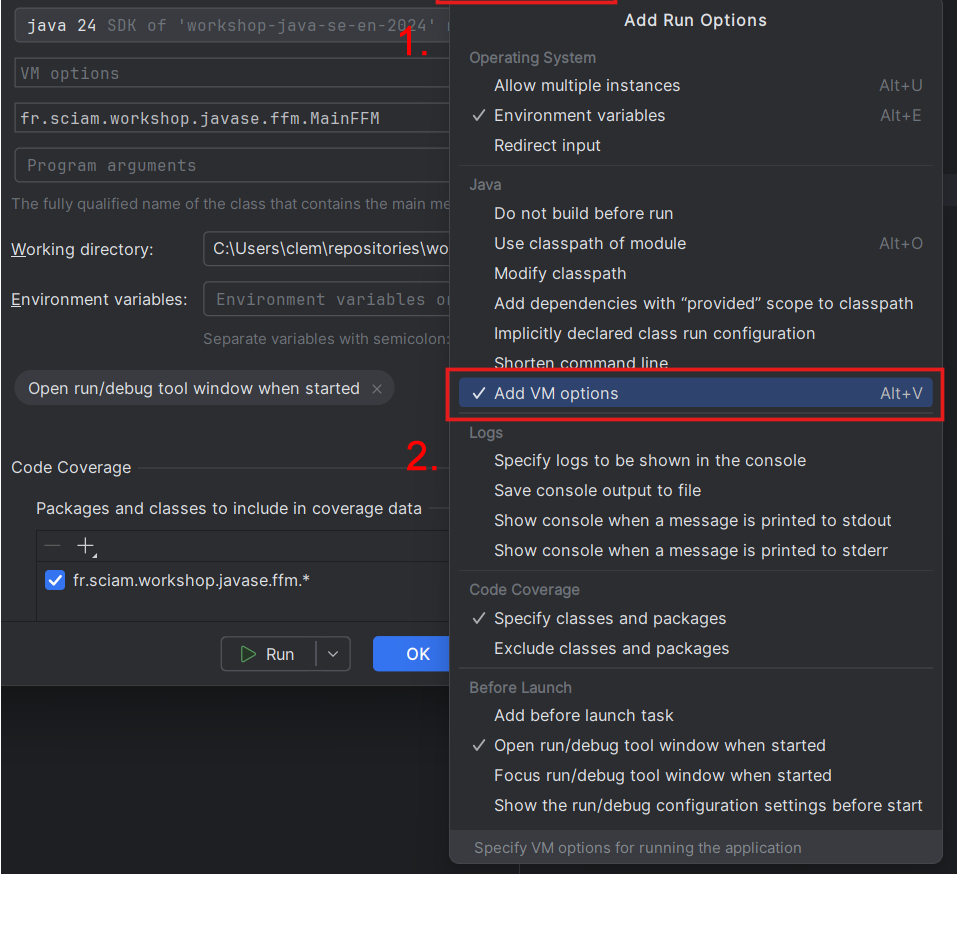 java 24 SDK of 'workshop-java-se-en-2024'
VM options
fr.sciam.workshop.javase.ffm.MainFFM
Program arguments
The fully qualified name of the class that contains the main
Working directory:
C:\Users\clem\repositories\wo
Environment variables:
Environment variables
Separate variables with semicolon:
Open run/debug tool window when started
Code Coverage
Packages and classes to include in coverage data
fr.sciam.workshop.javase.ffm.*
Run
OK
1.
2.
Add Run Options
Operating System
Allow multiple instances Alt+U
Environment variables Alt+E
Redirect input
Java
Do not build before run
Use classpath of module Alt+O
Modify classpath
Add dependencies with “provided” scope to classpath
Implicitly declared class run configuration
Shorten command line
Add VM options Alt+V
Logs
Specify logs to be shown in the console
Save console output to file
Show console when a message is printed to stdout
Show console when a message is printed to stderr
Code Coverage
Specify classes and packages
Exclude classes and packages
Before Launch
Add before launch task
Open run/debug tool window when started
Focus run/debug tool window when started
Show the run/debug configuration settings before start
Specify VM options for running the application